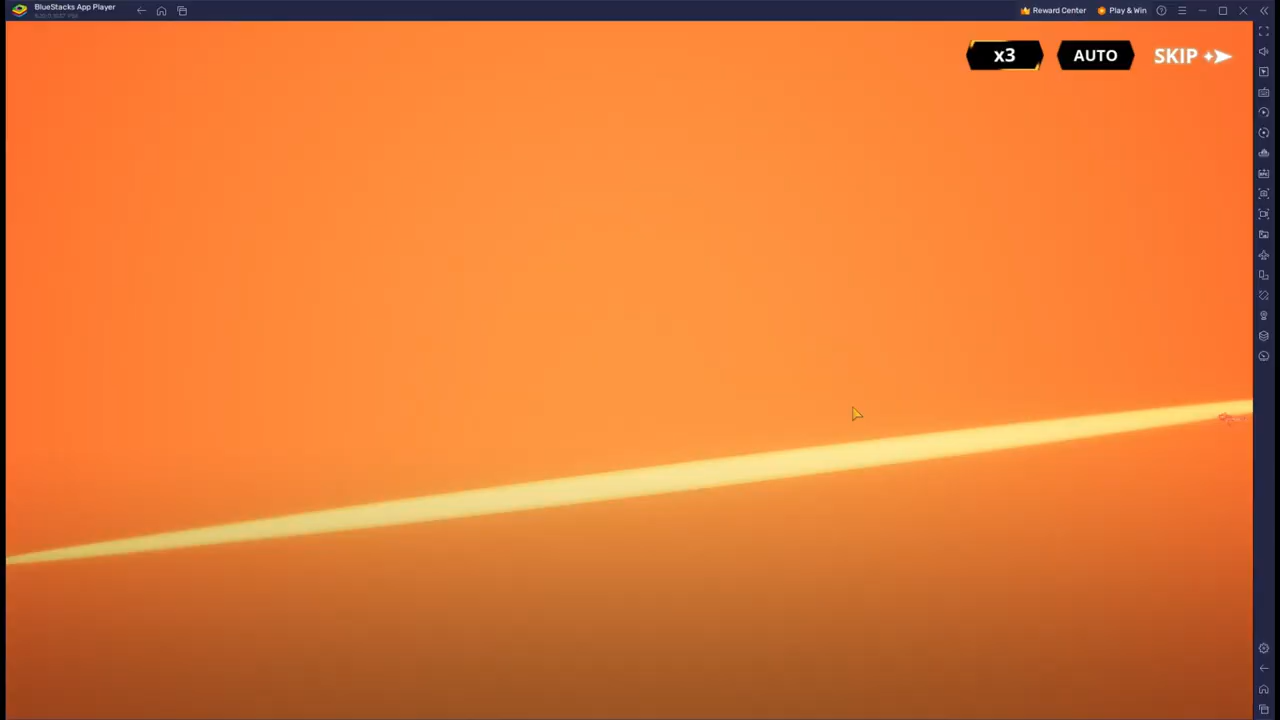 BlueStacks App Player
Reward Center
Play & Win
x3
AUTO
SKIP